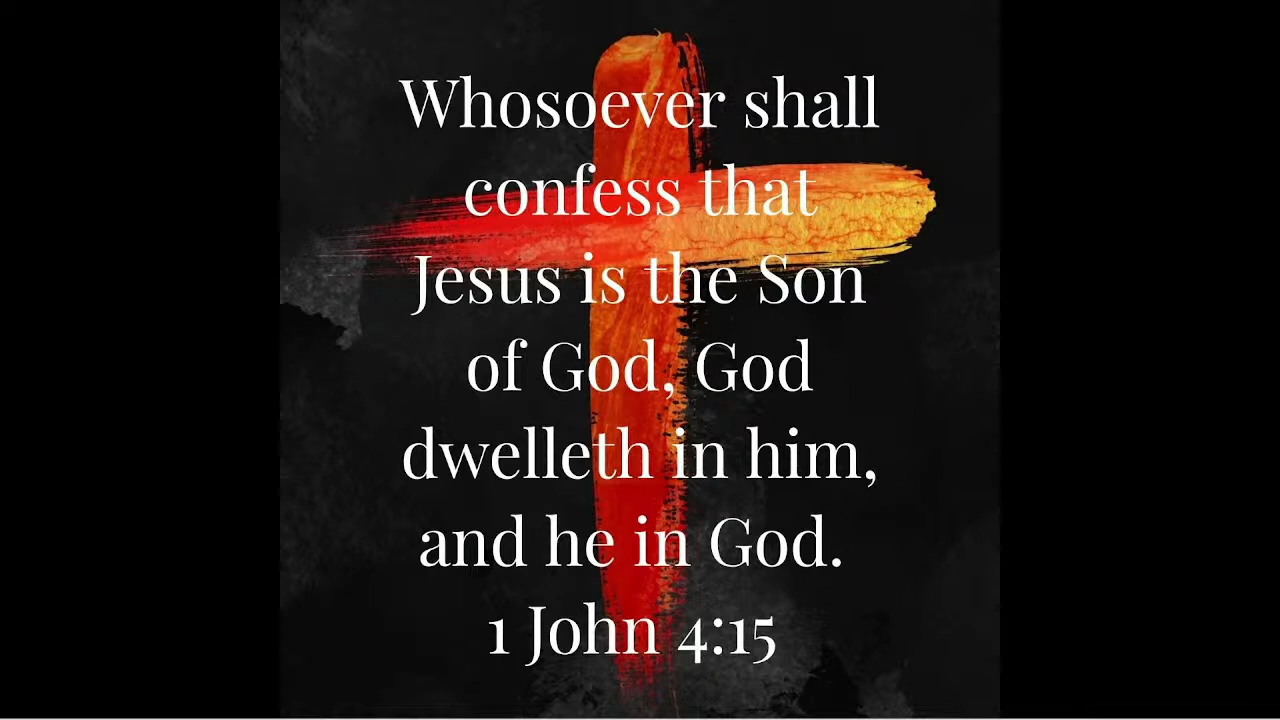 Whosoever shall
confess that
Jesus is the Son
of God, God
dwelleth in him,
and he in God.
1 John 4:15